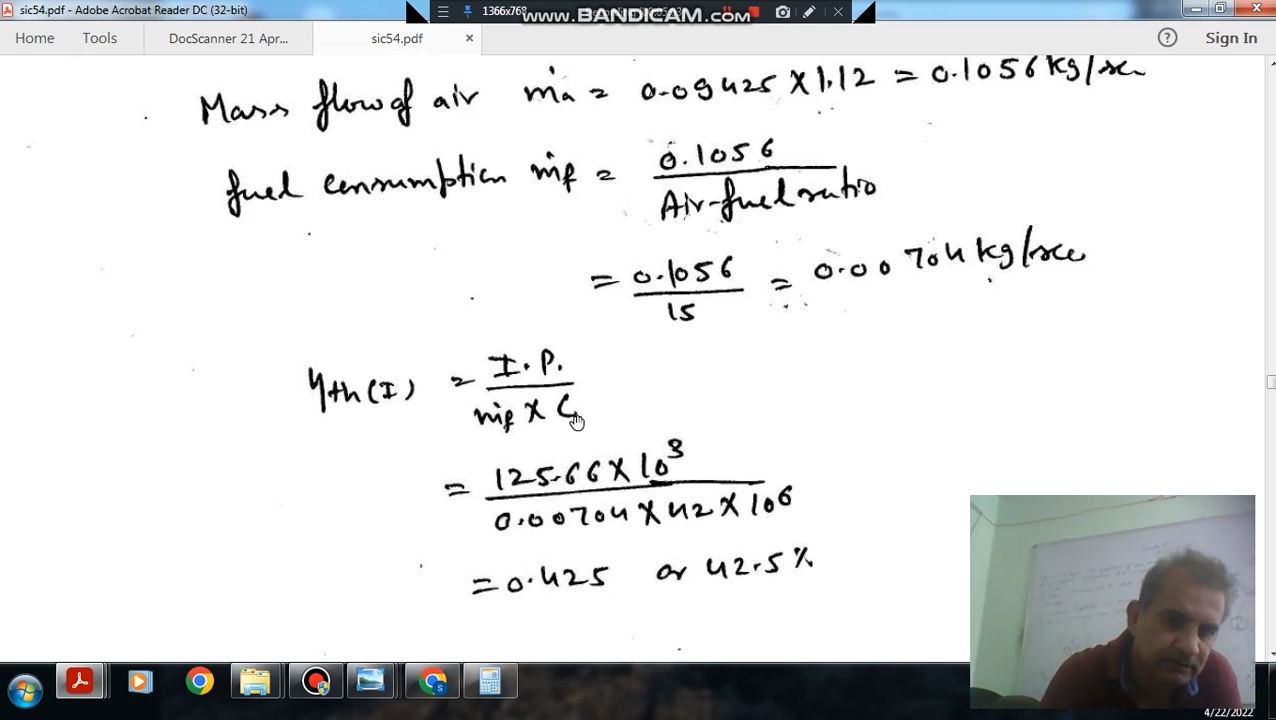 sic54.pdf - Adobe Acrobat Reader DC (32-bit)
1366x768
www.BANDICAM.com
Home Tools DocScanner 21 Apr... sic54.pdf × ? Sign In
Mass flow of air ṁa = 0.09425 × 1.12 = 0.1056 kg/sec
fuel consumption ṁf = 0.1056 / Air-fuel ratio
= 0.1056 / 15 = 0.00704 kg/sec
ηth(I) = I.P. / ṁf × C
= 125.66 × 10³ / 0.00704 × 42 × 10⁶
= 0.425 or 42.5%
4/22/2022